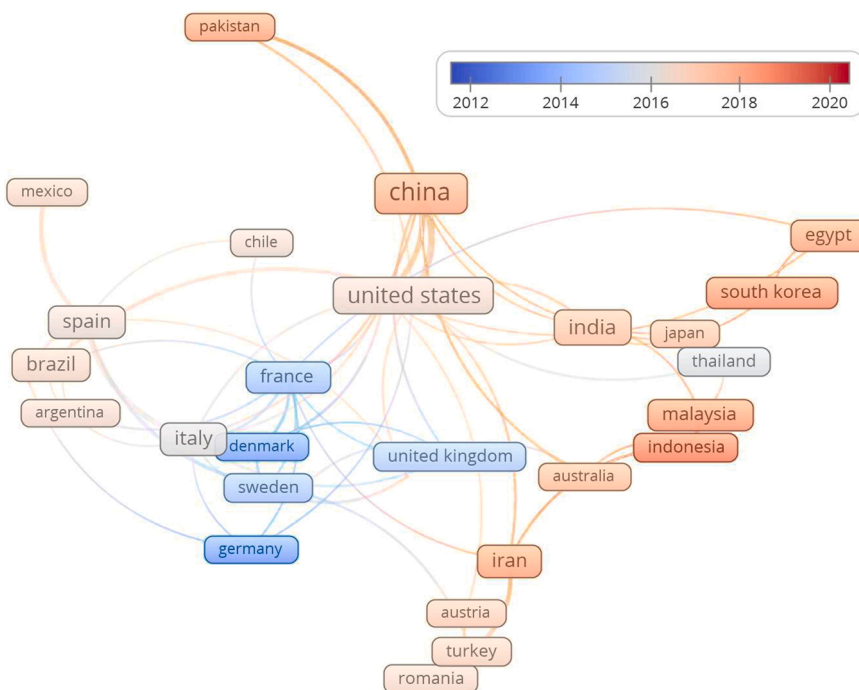 pakistan
2012 2014 2016 2018 2020
mexico
china
chile
egypt
united states
south korea
spain
india
japan
brazil
thailand
france
argentina
malaysia
italy
denmark
indonesia
united kingdom
sweden
australia
germany
iran
austria
turkey
romania